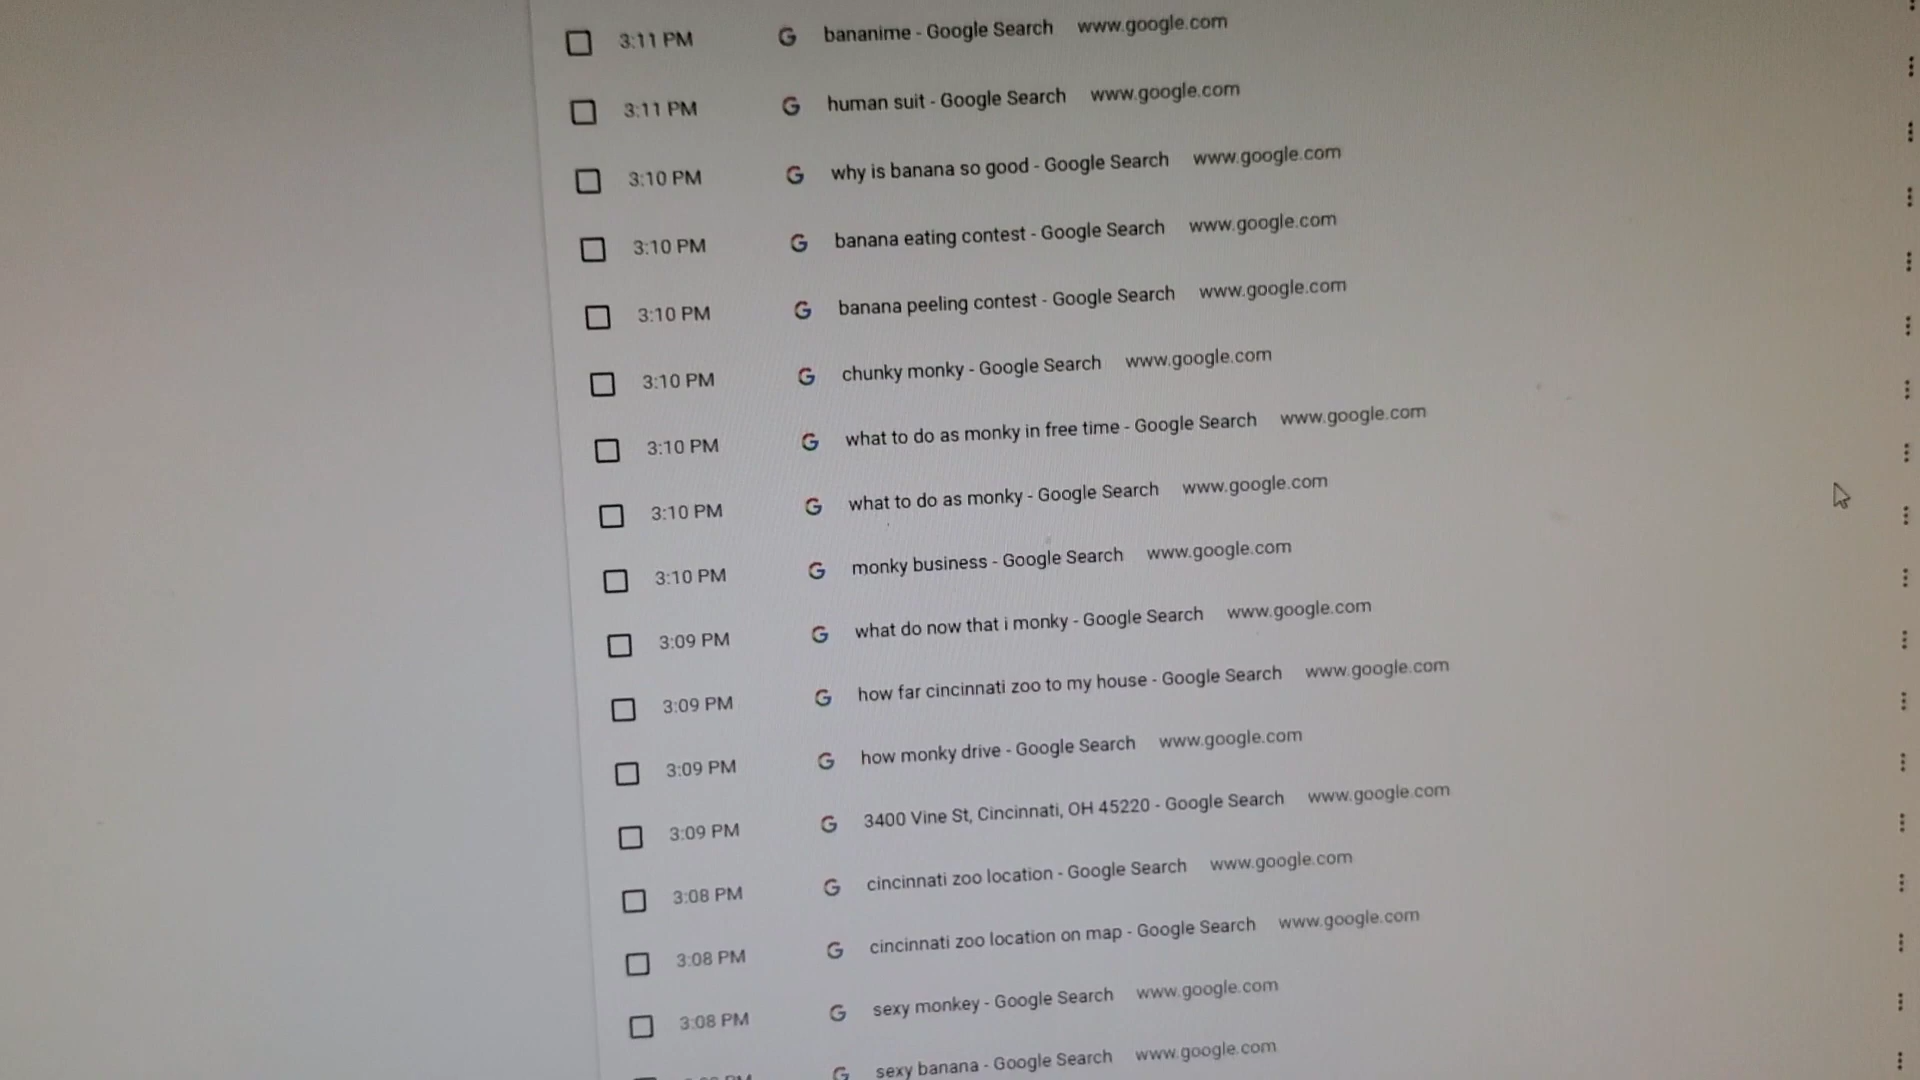 3:11 PM bananime - Google Search www.google.com
3:11 PM human suit - Google Search www.google.com
3:10 PM why is banana so good - Google Search www.google.com
3:10 PM banana eating contest - Google Search www.google.com
3:10 PM banana peeling contest - Google Search www.google.com
3:10 PM chunky monky - Google Search www.google.com
3:10 PM what to do as monky in free time - Google Search www.google.com
3:10 PM what to do as monky - Google Search www.google.com
3:10 PM monky business - Google Search www.google.com
3:09 PM what do now that i monky - Google Search www.google.com
3:09 PM how far cincinnati zoo to my house - Google Search www.google.com
3:09 PM how monky drive - Google Search www.google.com
3:09 PM 3400 Vine St, Cincinnati, OH 45220 - Google Search www.google.com
3:08 PM cincinnati zoo location - Google Search www.google.com
3:08 PM cincinnati zoo location on map - Google Search www.google.com
3:08 PM sexy monkey - Google Search www.google.com
sexy banana - Google Search www.google.com